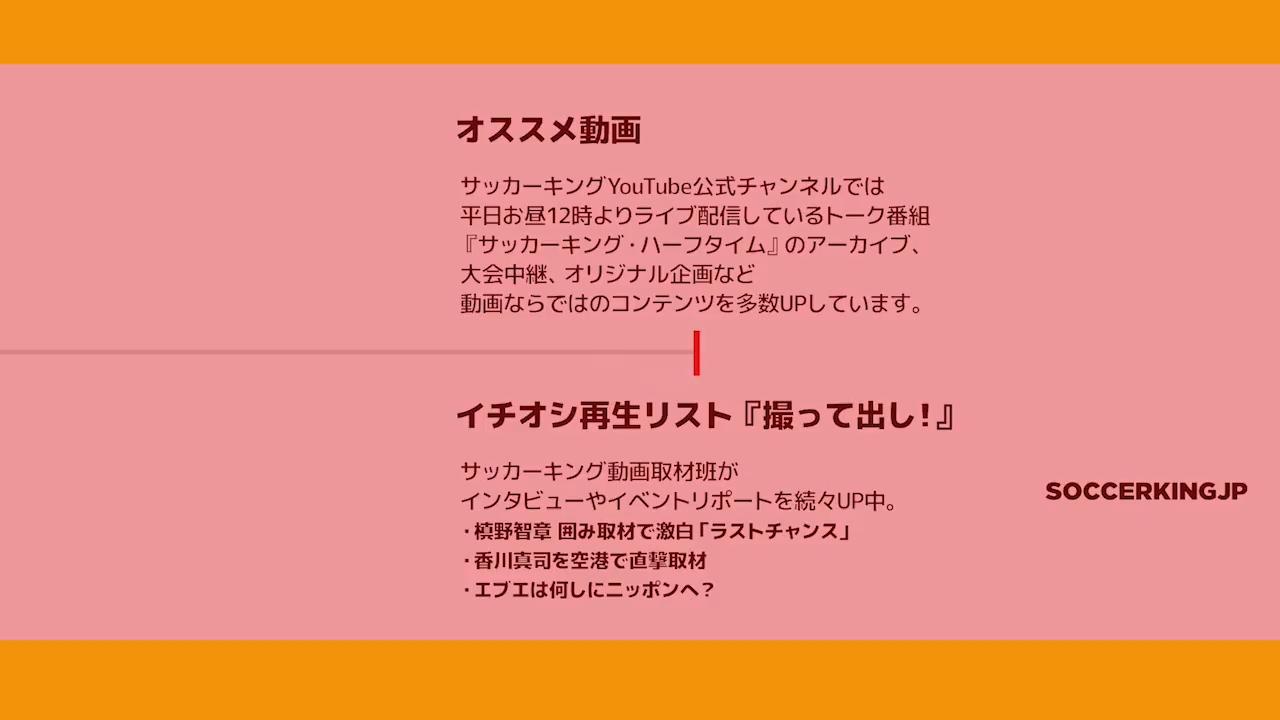 オススメ動画
サッカーキングYouTube公式チャンネルでは
平日お昼12時よりライブ配信しているトーク番組
『サッカーキング・ハーフタイム』のアーカイブ、
大会中継、オリジナル企画など
動画ならではのコンテンツを多数UPしています。
イチオシ再生リスト『撮って出し！』
サッカーキング動画取材班が
インタビューやイベントリポートを続々UP中。
・槙野智章 囲み取材で激白「ラストチャンス」
・香川真司を空港で直撃取材
・エブエは何しにニッポンへ？
SOCCERKINGJP